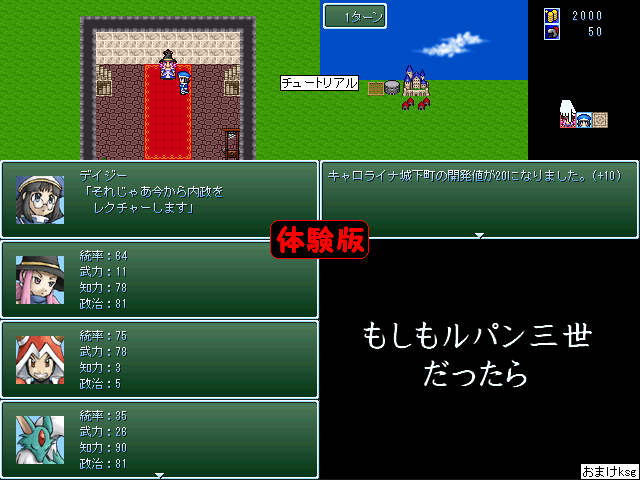 1ターン
2000
50
チュートリアル
デイジー
「それじゃあ今から内政を
レクチャーします」
キャロライナ城下町の開発値が20になりました。(+10)
体験版
統率：64
武力：11
知力：78
政治：81
統率：75
武力：78
知力：3
政治：5
統率：35
武力：28
知力：90
政治：81
もしもルパン三世
だったら
おまけksg